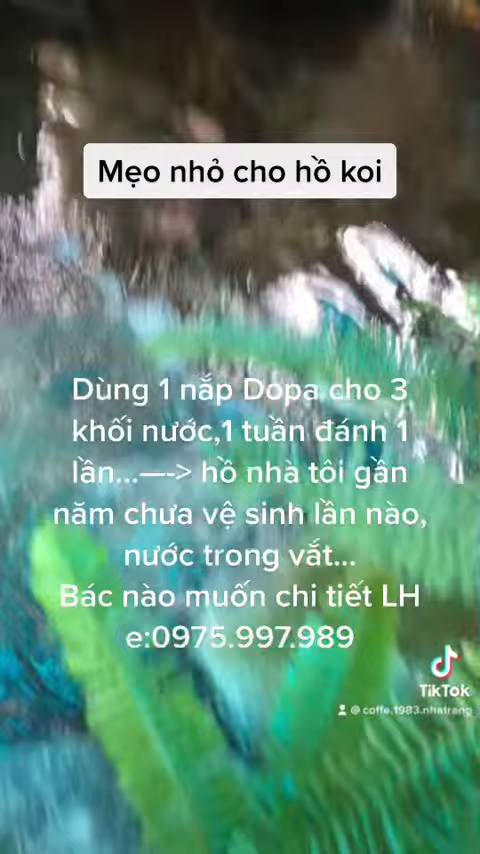 Mẹo nhỏ cho hồ koi
Dùng 1 nắp Dopa cho 3
khối nước,1 tuần đánh 1
lần...—-> hồ nhà tôi gần
năm chưa vệ sinh lần nào,
nước trong vắt...
Bác nào muốn chi tiết LH
e:0975.997.989
TikTok
@ coffe.1983.nhatrang